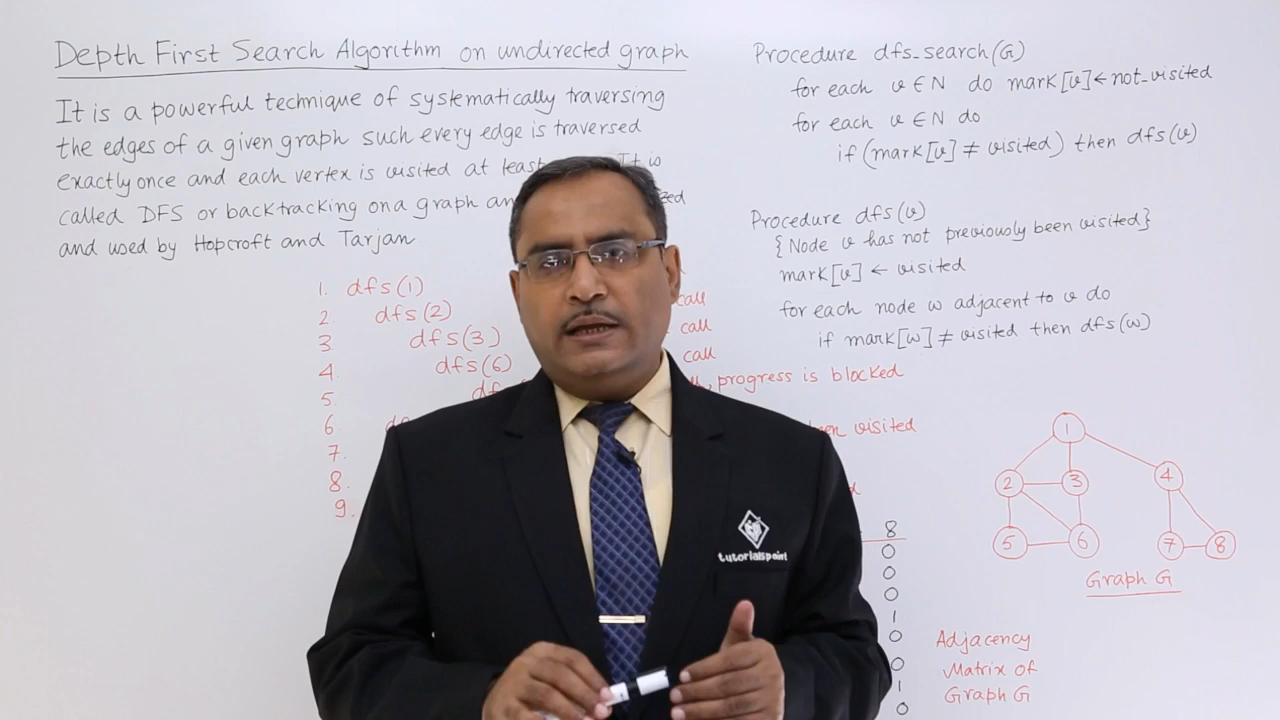 Depth First Search Algorithm on undirected graph
It is a powerful technique of systematically traversing
the edges of a given graph such every edge is traversed
exactly once and each vertex is visited at least It is
called DFS or backtracking on a graph
and used by Hopcroft and Tarjan
1. dfs(1)
2. dfs(2) call
3 dfs(3) call
4. dfs(6) call
5. progress is blocked
6 visited
7.
8.
9.
Procedure dfs_search(G)
for each v ∈ N do mark[v] ← not_visited
for each v ∈ N do
if (mark[v] ≠ visited) then dfs(v)
Procedure dfs(v)
{Node v has not previously been visited}
mark[v] ← visited
for each node w adjacent to v do
if mark[w] ≠ visited then dfs(w)
1
2 3 4
5 6 7 8
Graph G
8
0
0
0
1
0
0
1
0
Adjacency
Matrix of
Graph G
tutorialspoint